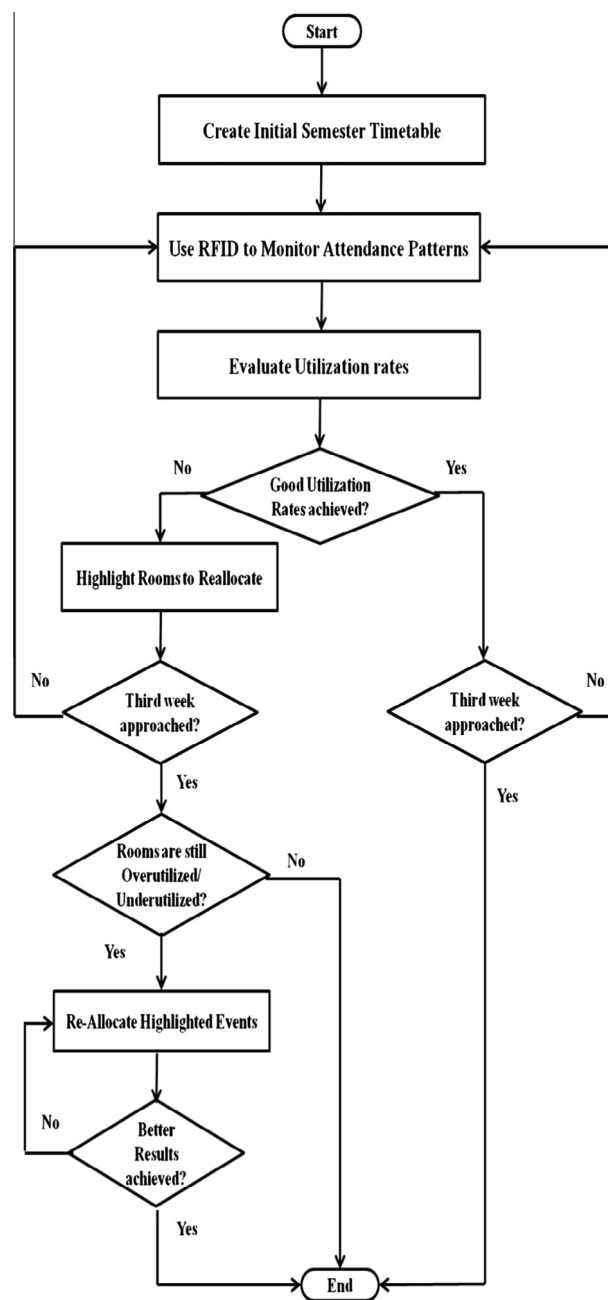 Start
Create Initial Semester Timetable
Use RFID to Monitor Attendance Patterns
Evaluate Utilization rates
No
Yes
Good Utilization
Rates achieved?
Highlight Rooms to Reallocate
No
Third week
approached?
Third week
approached?
No
Yes
Yes
Rooms are still
Overutilized/
Underutilized?
No
Yes
Re-Allocate Highlighted Events
No
Better
Results
achieved?
Yes
End